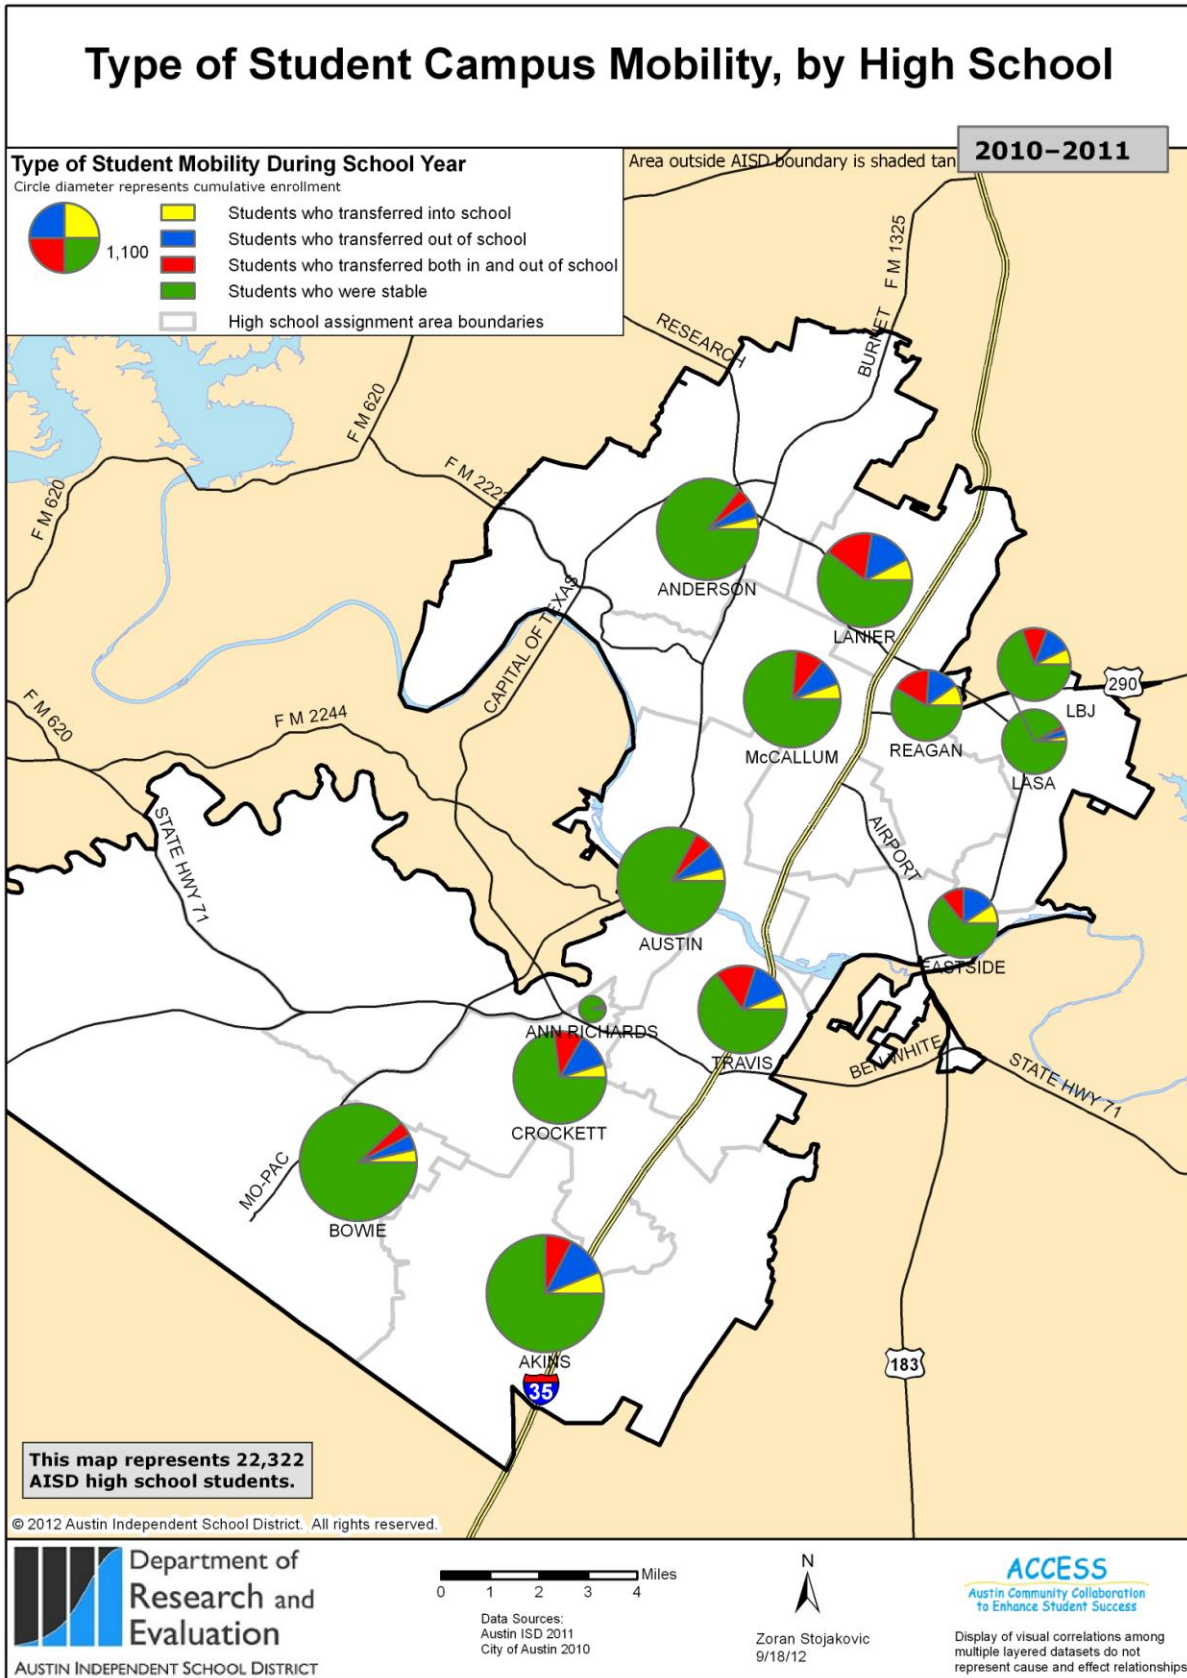 Type of Student Campus Mobility, by High School
2010–2011
Type of Student Mobility During School Year
Circle diameter represents cumulative enrollment
1,100
Students who transferred into school
Students who transferred out of school
Students who transferred both in and out of school
Students who were stable
High school assignment area boundaries
Area outside AISD boundary is shaded tan
F M 1325
BURNET
RESEARCH
F M 620
F M 620
F M 2222
ANDERSON
LANIER
CAPITAL OF TEXAS
290
LBJ
F M 620
F M 2244
McCALLUM
REAGAN
LASA
STATE HWY 71
AIRPORT
AUSTIN
EASTSIDE
ANN RICHARDS
TRAVIS
BEN WHITE
STATE HWY 71
CROCKETT
MO-PAC
BOWIE
AKINS
35
183
This map represents 22,322
AISD high school students.
© 2012 Austin Independent School District. All rights reserved.
Department of
Research and
Evaluation
AUSTIN INDEPENDENT SCHOOL DISTRICT
0 1 2 3 4 Miles
Data Sources:
Austin ISD 2011
City of Austin 2010
N
Zoran Stojakovic
9/18/12
ACCESS
Austin Community Collaboration
to Enhance Student Success
Display of visual correlations among
multiple layered datasets do not
represent cause and effect relationships